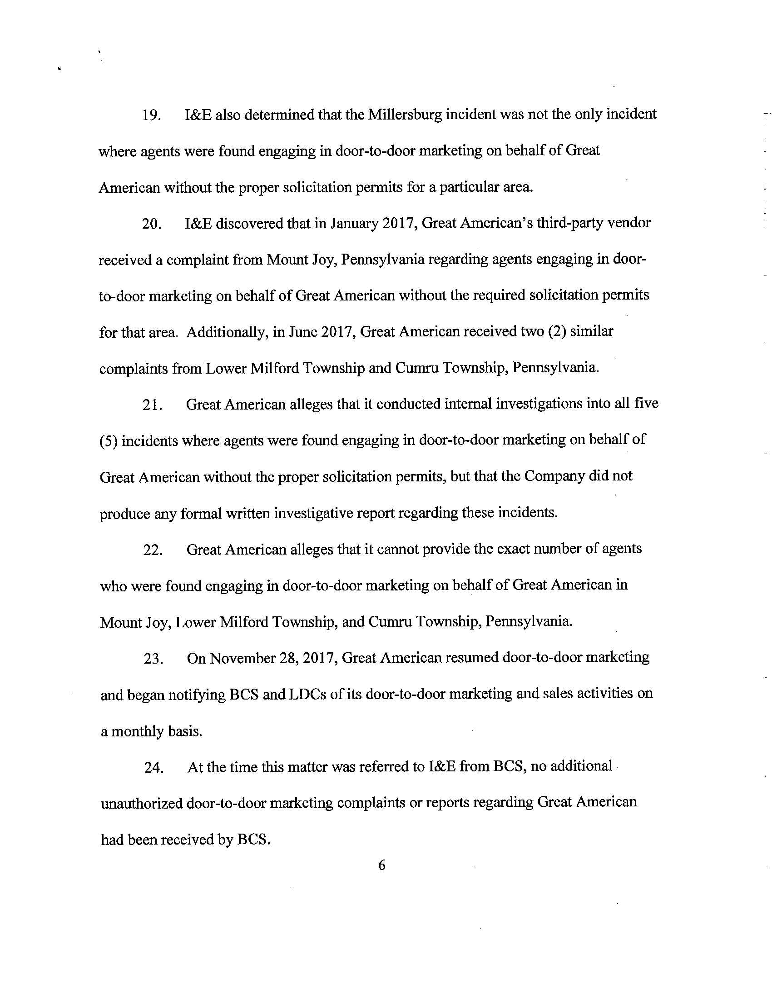 19. I&E also determined that the Millersburg incident was not the only incident
where agents were found engaging in door-to-door marketing on behalf of Great
American without the proper solicitation permits for a particular area.
20. I&E discovered that in January 2017, Great American's third-party vendor
received a complaint from Mount Joy, Pennsylvania regarding agents engaging in door-
to-door marketing on behalf of Great American without the required solicitation permits
for that area. Additionally, in June 2017, Great American received two (2) similar
complaints from Lower Milford Township and Cumru Township, Pennsylvania.
21. Great American alleges that it conducted internal investigations into all five
(5) incidents where agents were found engaging in door-to-door marketing on behalf of
Great American without the proper solicitation permits, but that the Company did not
produce any formal written investigative report regarding these incidents.
22. Great American alleges that it cannot provide the exact number of agents
who were found engaging in door-to-door marketing on behalf of Great American in
Mount Joy, Lower Milford Township, and Cumru Township, Pennsylvania.
23. On November 28, 2017, Great American resumed door-to-door marketing
and began notifying BCS and LDCs of its door-to-door marketing and sales activities on
a monthly basis.
24. At the time this matter was referred to I&E from BCS, no additional
unauthorized door-to-door marketing complaints or reports regarding Great American
had been received by BCS.
6